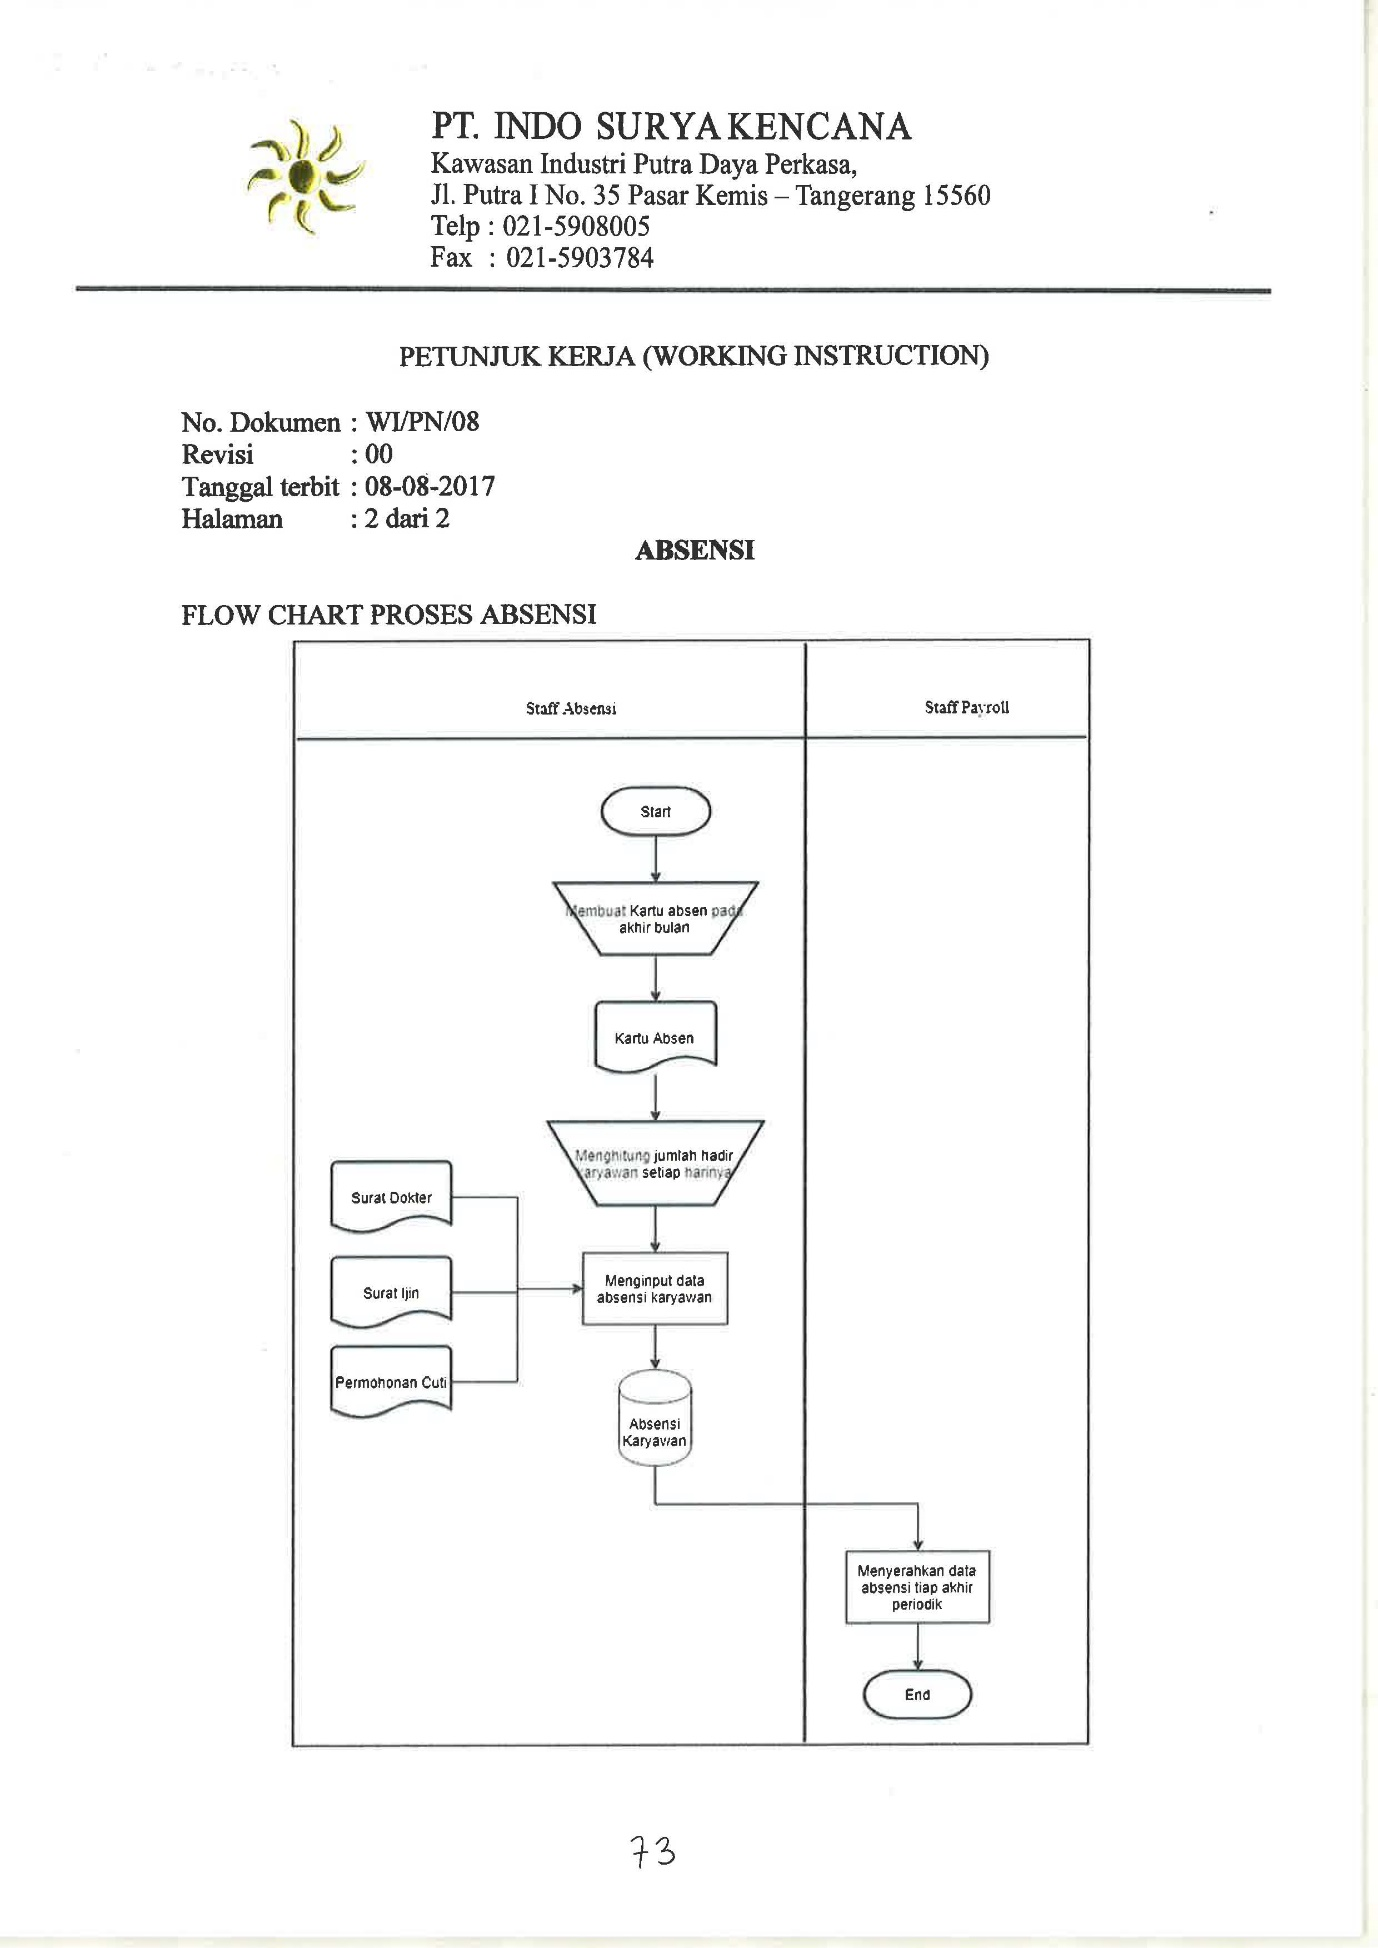 PT. INDO SURYA KENCANA
Kawasan Industri Putra Daya Perkasa,
Jl. Putra I No. 35 Pasar Kemis – Tangerang 15560
Telp : 021-5908005
Fax : 021-5903784
PETUNJUK KERJA (WORKING INSTRUCTION)
No. Dokumen : WI/PN/08
Revisi : 00
Tanggal terbit : 08-08-2017
Halaman : 2 dari 2
ABSENSI
FLOW CHART PROSES ABSENSI
Staff Absensi
Staff Payroll
Start
Membuat Kartu absen pada
akhir bulan
Kartu Absen
Menghitung jumlah hadir
karyawan setiap harinya
Surat Dokter
Surat Ijin
Permohonan Cuti
Menginput data
absensi karyawan
Absensi
Karyawan
Menyerahkan data
absensi tiap akhir
periodik
End
73